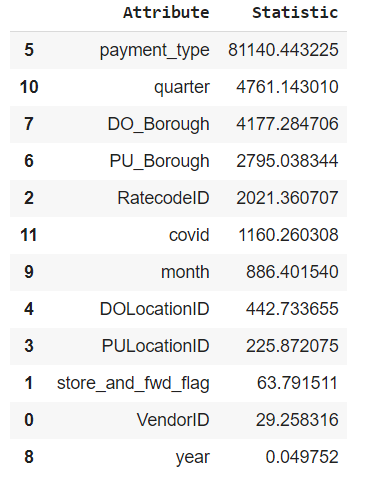 Attribute Statistic
5 payment_type 81140.443225
10 quarter 4761.143010
7 DO_Borough 4177.284706
6 PU_Borough 2795.038344
2 RatecodeID 2021.360707
11 covid 1160.260308
9 month 886.401540
4 DOLocationID 442.733655
3 PULocationID 225.872075
1 store_and_fwd_flag 63.791511
0 VendorID 29.258316
8 year 0.049752